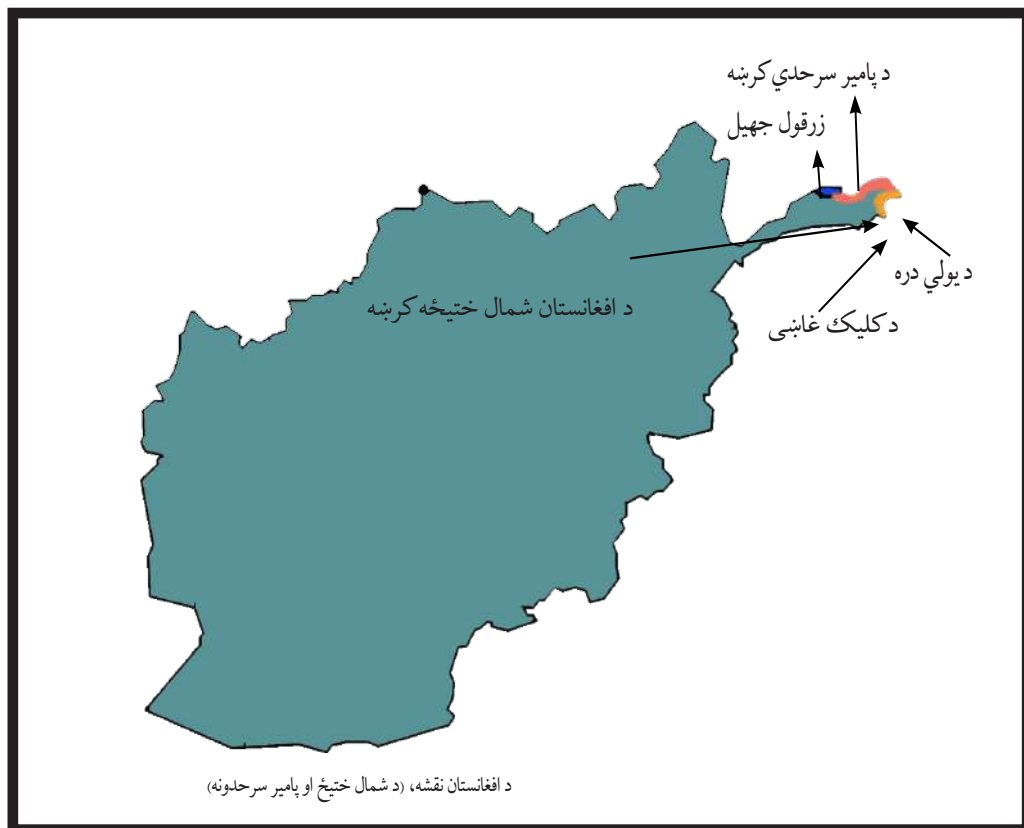 د پامير سرحدي کرښه
زرقول جهيل
د يولي دره
د افغانستان شمال ختيځه کرښه
د کليک غاښی
د افغانستان نقشه، (د شمال ختيځ او پامير سرحدونه)